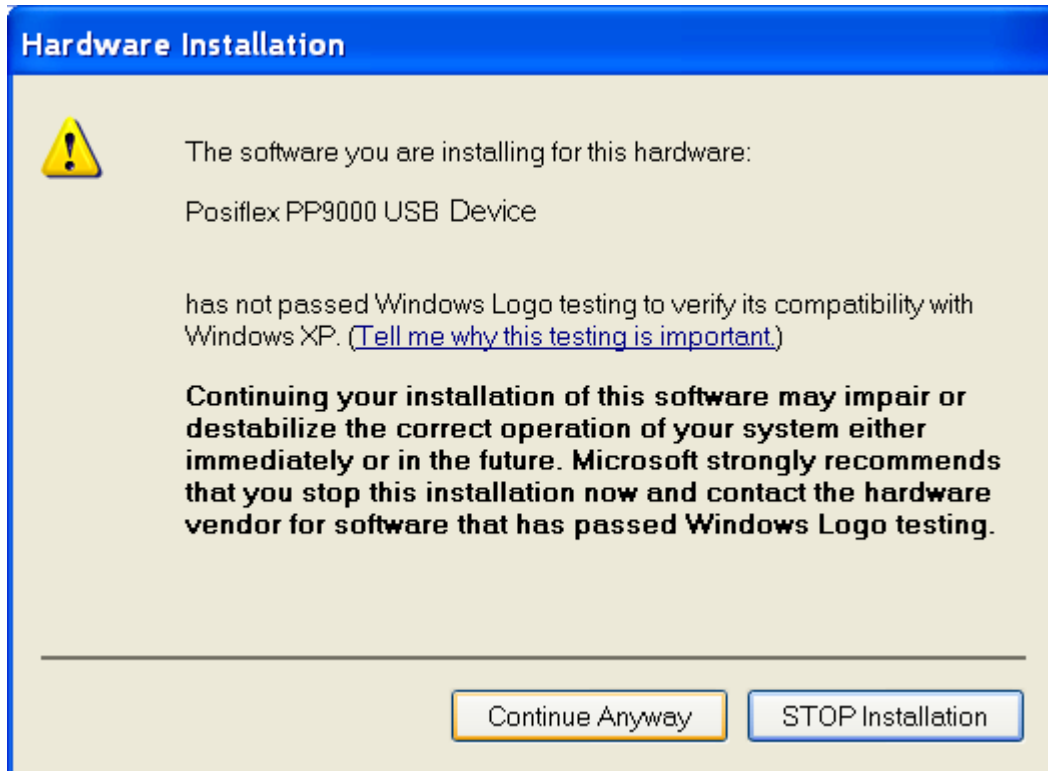 Hardware Installation
The software you are installing for this hardware:
Posiflex PP9000 USB Device
has not passed Windows Logo testing to verify its compatibility with
Windows XP. (Tell me why this testing is important.)
Continuing your installation of this software may impair or
destabilize the correct operation of your system either
immediately or in the future. Microsoft strongly recommends
that you stop this installation now and contact the hardware
vendor for software that has passed Windows Logo testing.
Continue Anyway
STOP Installation